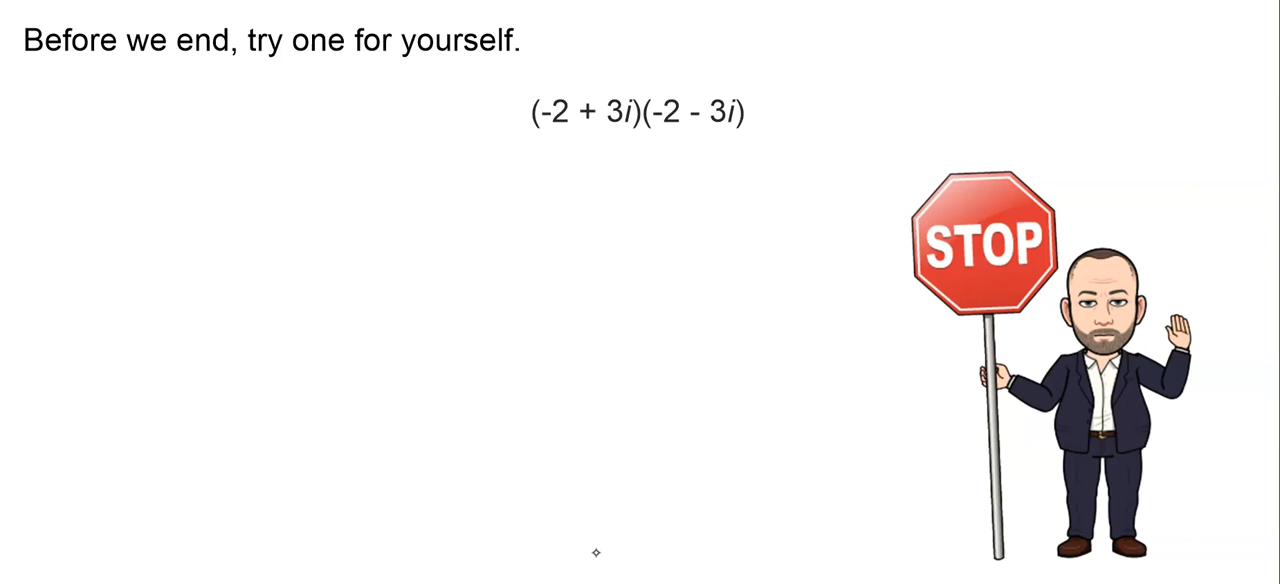 Before we end, try one for yourself.
(-2 + 3i)(-2 - 3i)
STOP